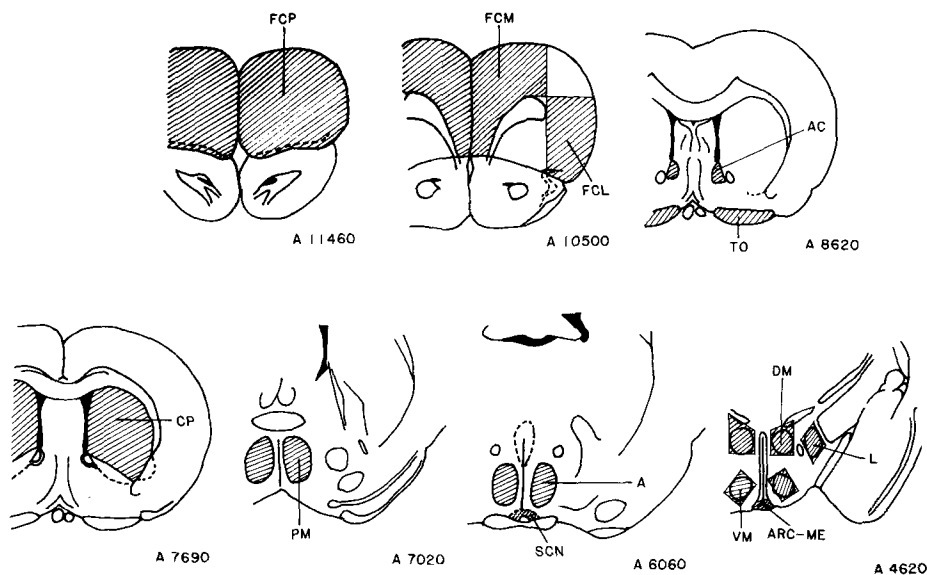 FCP
FCM
AC
FCL
TO
A 11460
A 10500
A 8620
CP
PM
A
SCN
DM
L
VM
ARC-ME
A 7690
A 7020
A 6060
A 4620